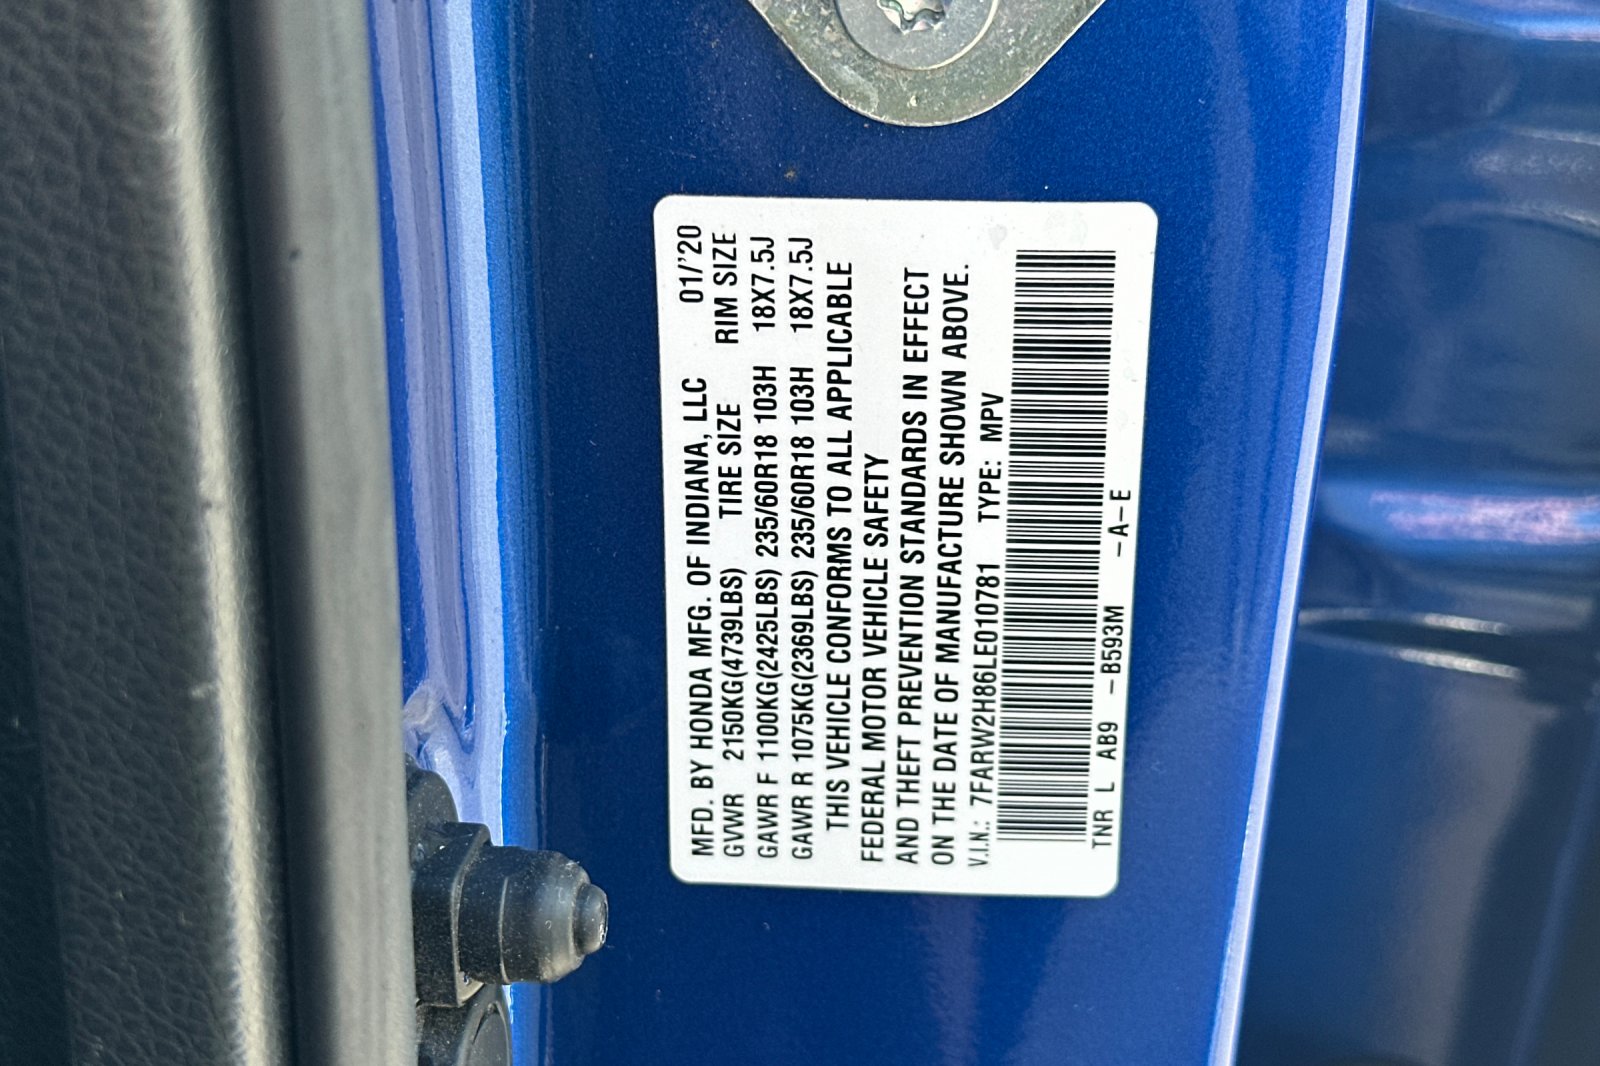 MFD. BY HONDA MFG. OF INDIANA, LLC 01/'20
GVWR 2150KG(4739LBS) TIRE SIZE RIM SIZE
GAWR F 1100KG(2425LBS) 235/60R18 103H 18X7.5J
GAWR R 1075KG(2369LBS) 235/60R18 103H 18X7.5J
THIS VEHICLE CONFORMS TO ALL APPLICABLE
FEDERAL MOTOR VEHICLE SAFETY
AND THEFT PREVENTION STANDARDS IN EFFECT
ON THE DATE OF MANUFACTURE SHOWN ABOVE.
V.I.N.: 7FARW2H86LE010781 TYPE: MPV
TNR L AB9 –B593M –A–E